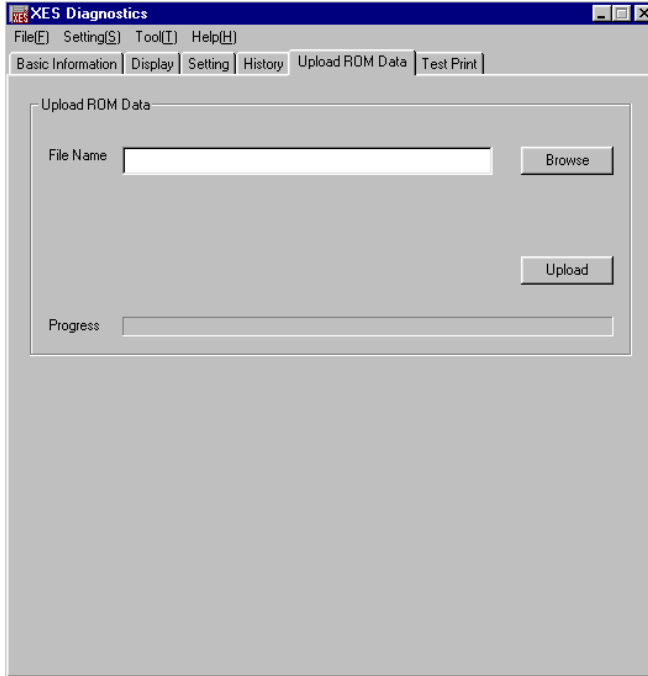 XES XES Diagnostics
File(F) Setting(S) Tool(T) Help(H)
Basic Information Display Setting History Upload ROM Data Test Print
Upload ROM Data
File Name Browse
Upload
Progress